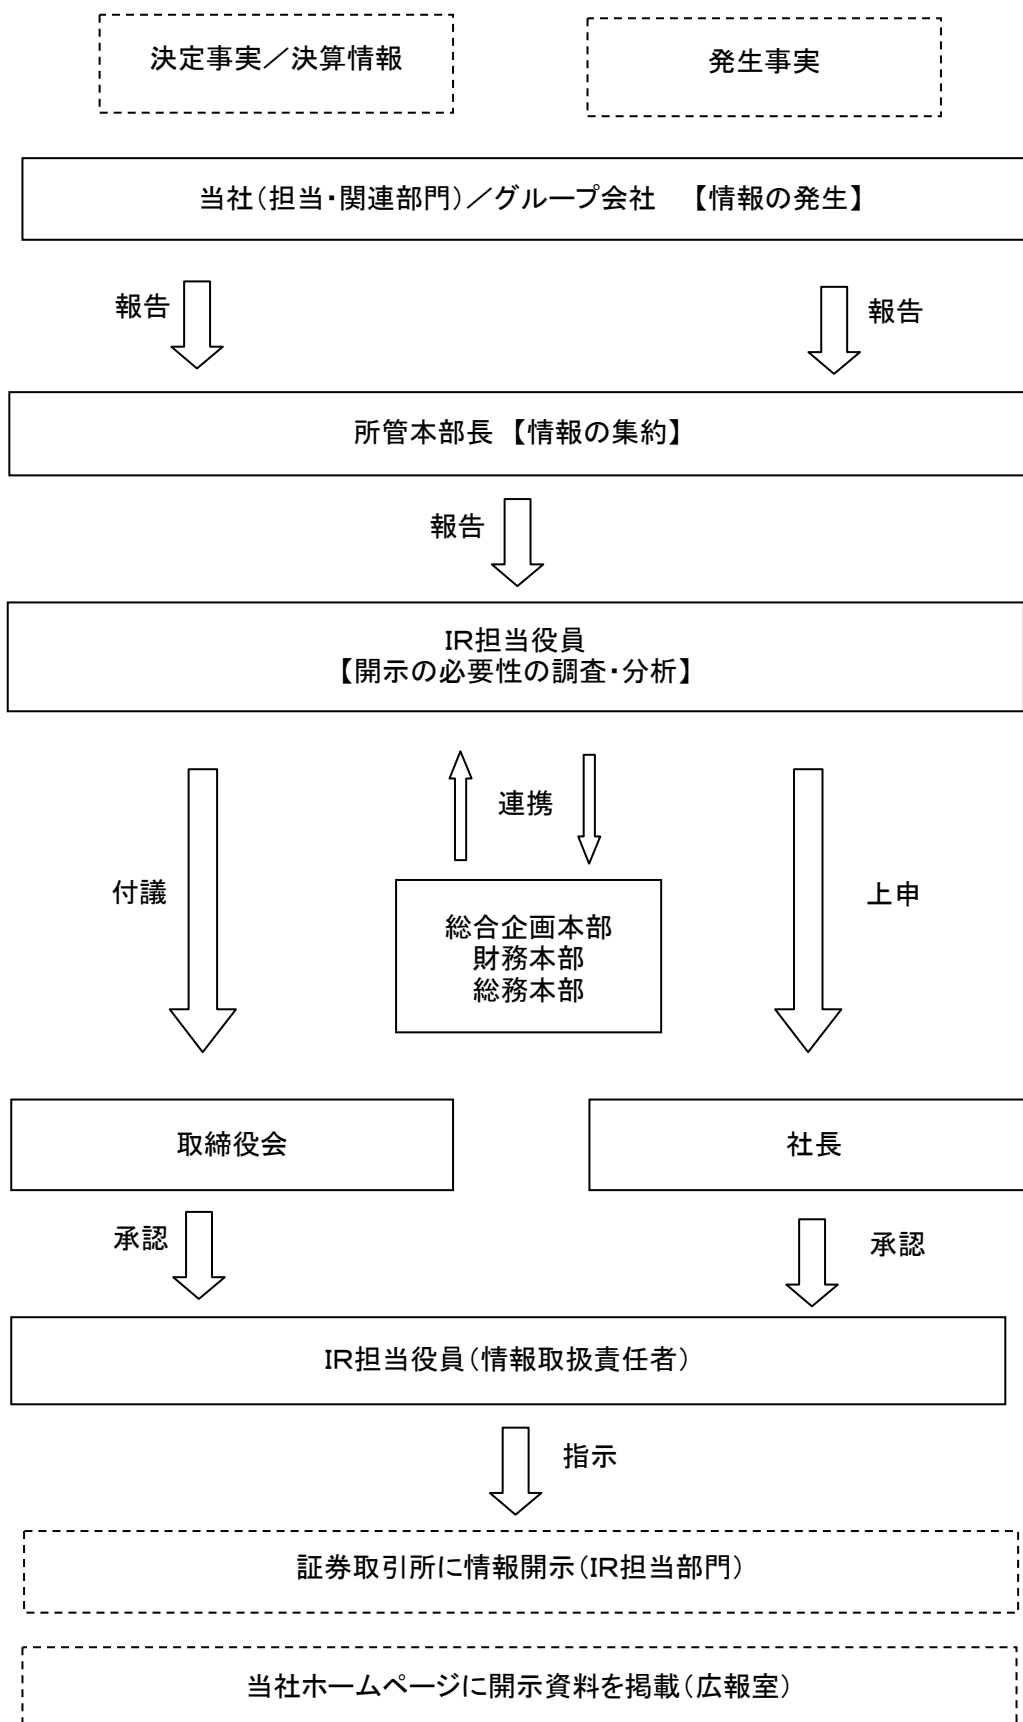 決定事実／決算情報
発生事実
当社（担当・関連部門）／グループ会社　【情報の発生】
報告
報告
所管本部長 【情報の集約】
報告
IR担当役員
【開示の必要性の調査・分析】
連携
付議
上申
総合企画本部
財務本部
総務本部
取締役会
社長
承認
承認
IR担当役員（情報取扱責任者）
指示
証券取引所に情報開示（IR担当部門）
当社ホームページに開示資料を掲載（広報室）